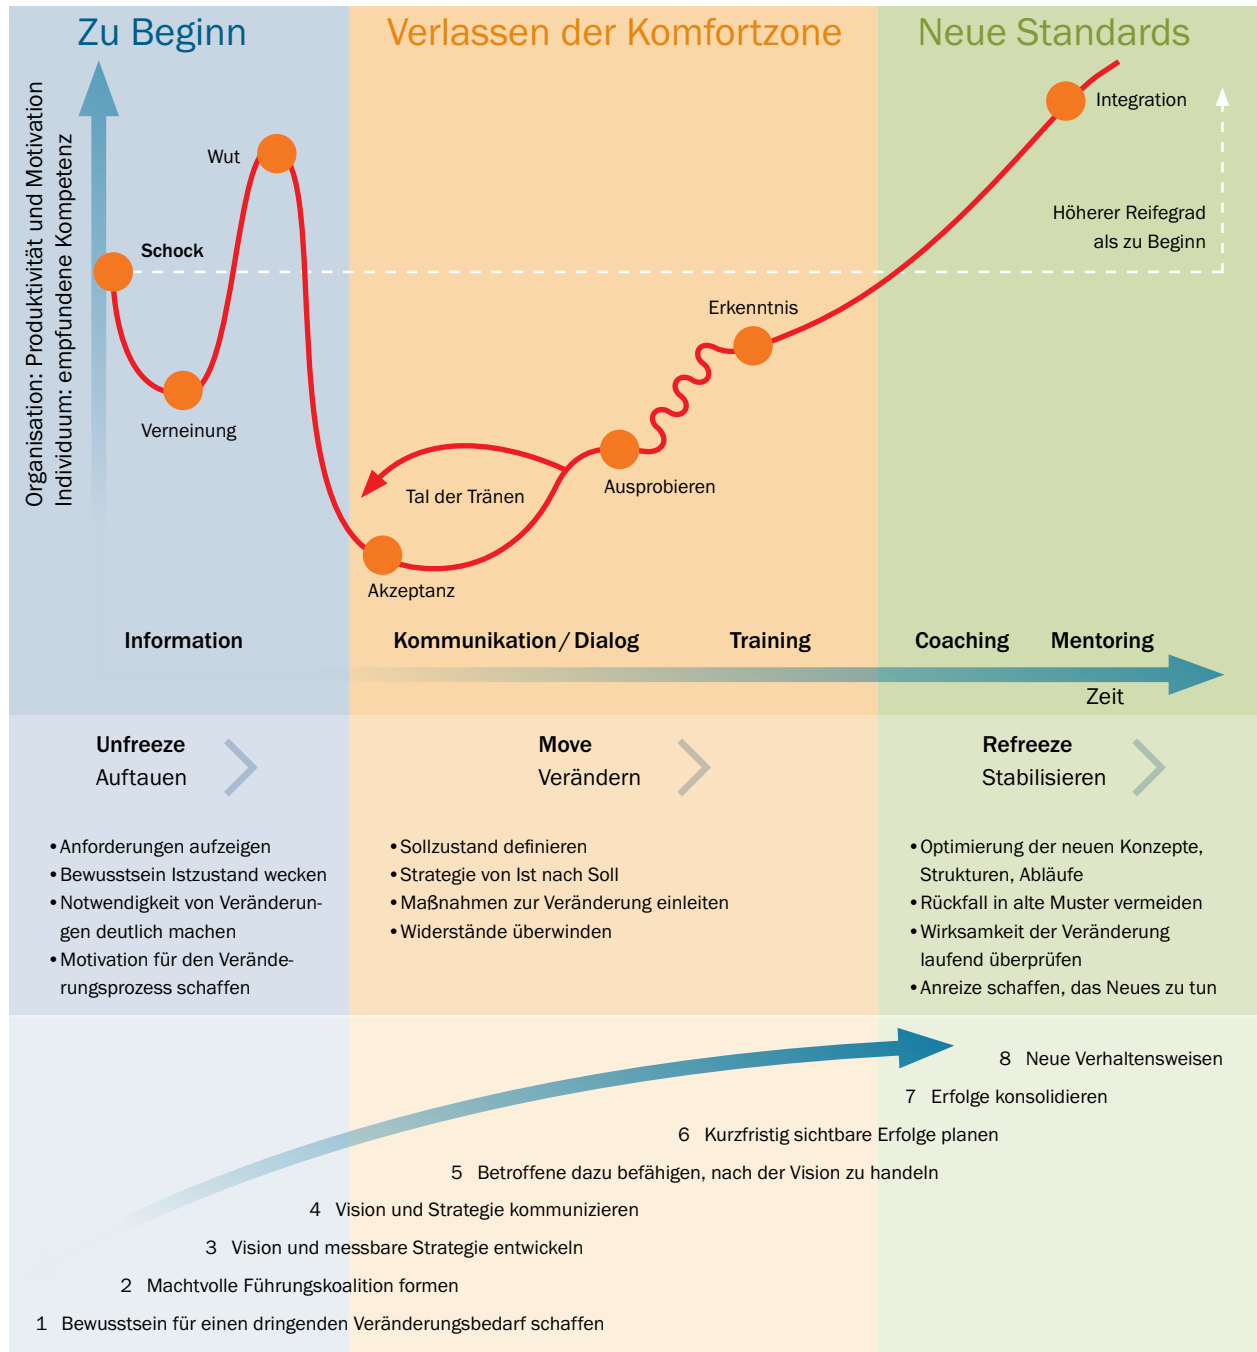 Zu Beginn
Verlassen der Komfortzone
Neue Standards
Organisation: Produktivität und Motivation
Individuum: empfundene Kompetenz
Integration
Wut
Höherer Reifegrad
als zu Beginn
Schock
Erkenntnis
Verneinung
Ausprobieren
Tal der Tränen
Akzeptanz
Information
Kommunikation / Dialog
Training
Coaching
Mentoring
Zeit
Unfreeze
Auftauen
Move
Verändern
Refreeze
Stabilisieren
• Anforderungen aufzeigen
• Bewusstsein Istzustand wecken
• Notwendigkeit von Veränderun-
gen deutlich machen
• Motivation für den Verände-
rungsprozess schaffen
• Sollzustand definieren
• Strategie von Ist nach Soll
• Maßnahmen zur Veränderung einleiten
• Widerstände überwinden
• Optimierung der neuen Konzepte,
Strukturen, Abläufe
• Rückfall in alte Muster vermeiden
• Wirksamkeit der Veränderung
laufend überprüfen
• Anreize schaffen, das Neues zu tun
8 Neue Verhaltensweisen
7 Erfolge konsolidieren
6 Kurzfristig sichtbare Erfolge planen
5 Betroffene dazu befähigen, nach der Vision zu handeln
4 Vision und Strategie kommunizieren
3 Vision und messbare Strategie entwickeln
2 Machtvolle Führungskoalition formen
1 Bewusstsein für einen dringenden Veränderungsbedarf schaffen